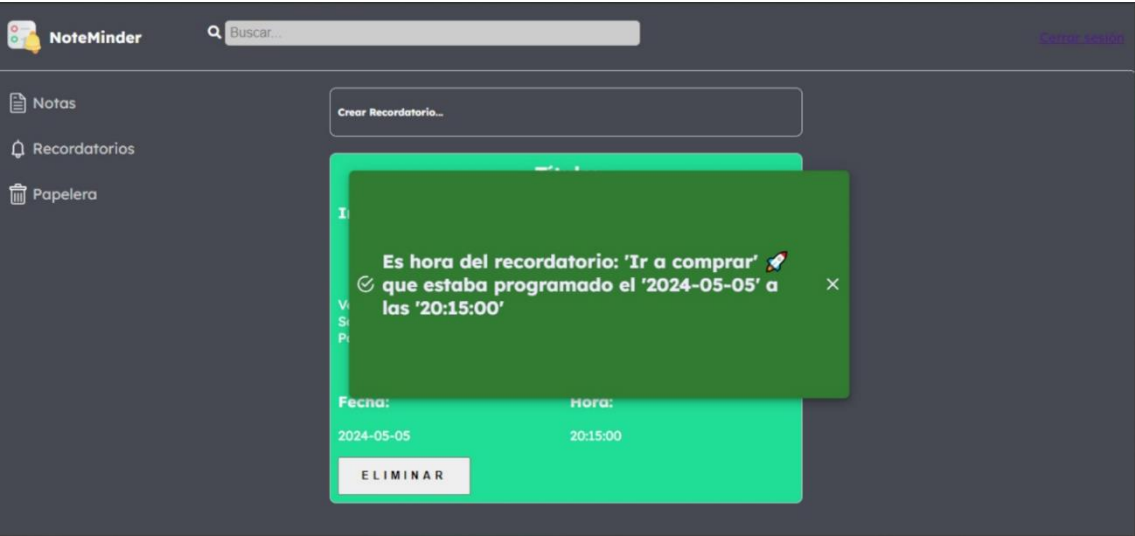 NoteMinder
Buscar...
Cerrar sesión
Notas
Recordatorios
Papelera
Crear Recordatorio...
Es hora del recordatorio: 'Ir a comprar' 🚀
que estaba programado el '2024-05-05' a
las '20:15:00'
Fecha:
Hora:
2024-05-05
20:15:00
ELIMINAR